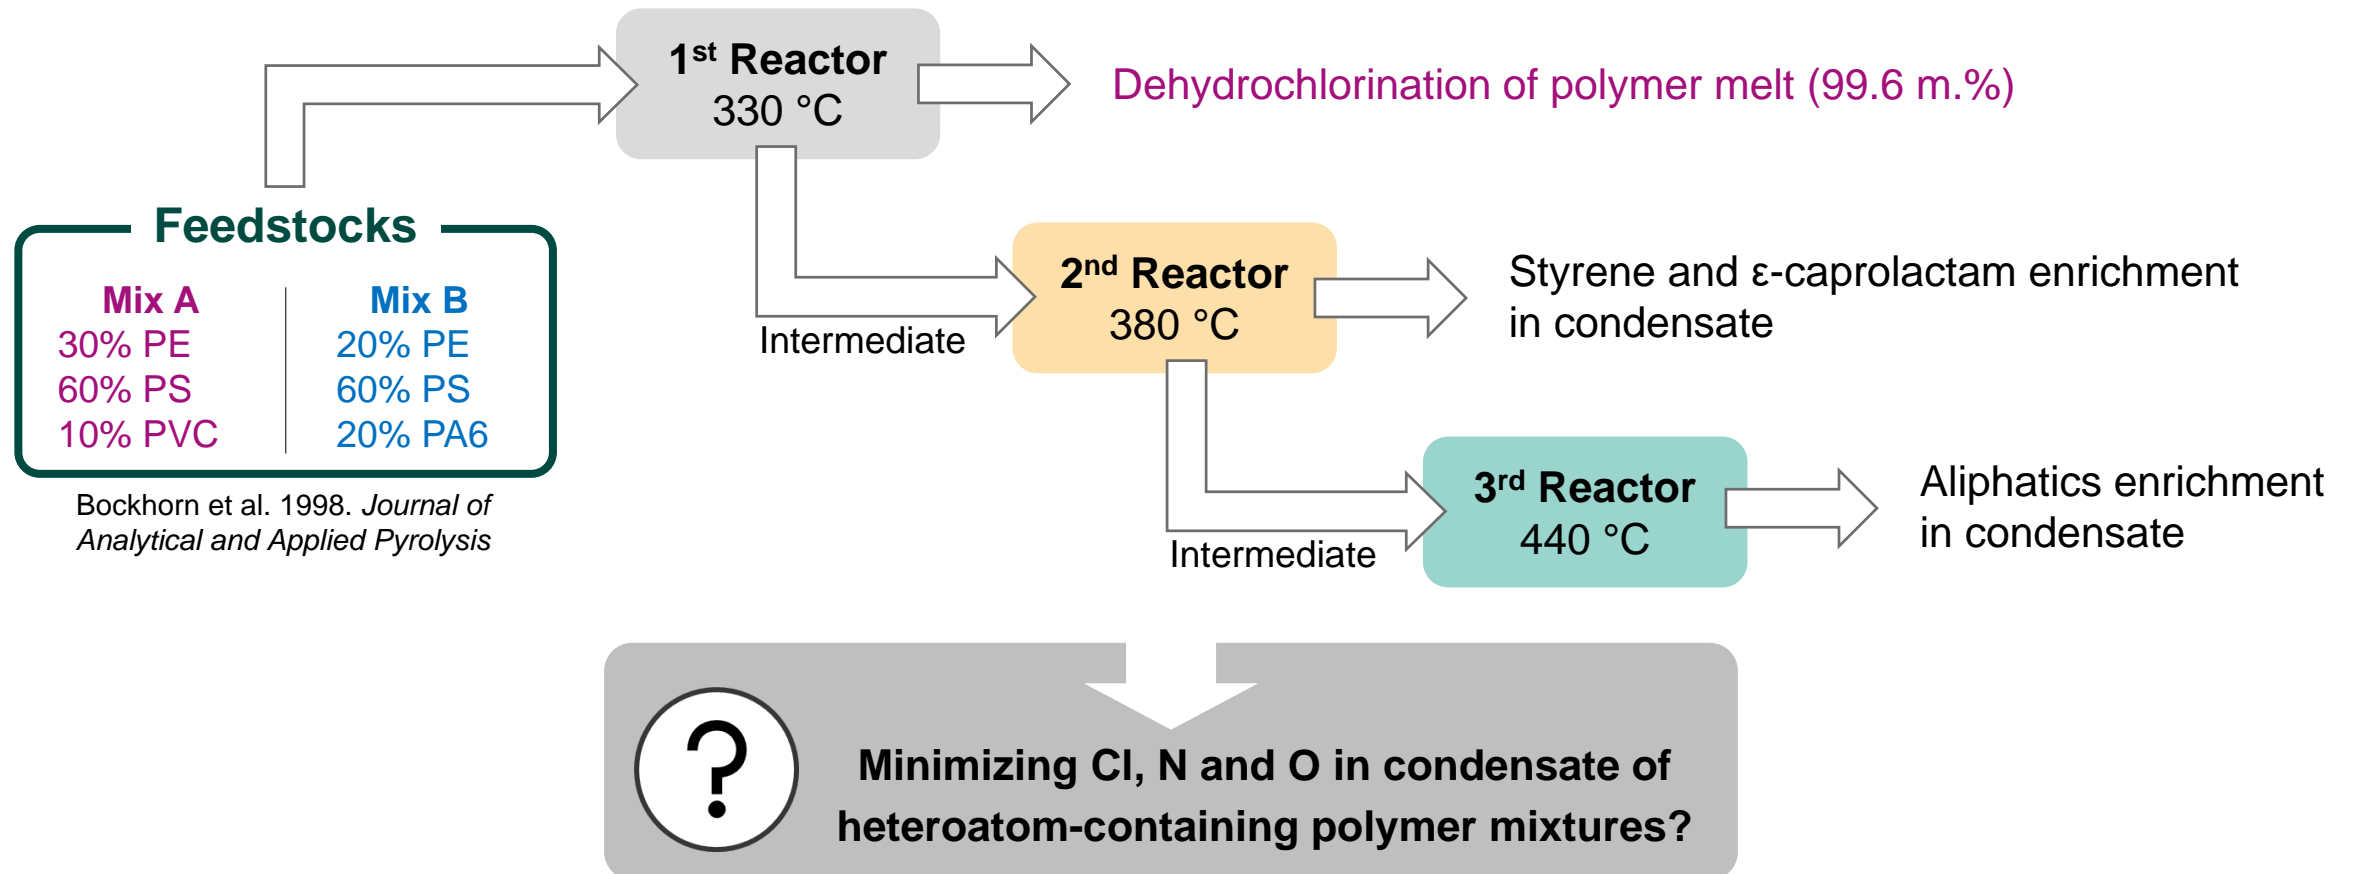 1st Reactor
330 °C
Dehydrochlorination of polymer melt (99.6 m.%)
Feedstocks
Mix A
30% PE
60% PS
10% PVC
Mix B
20% PE
60% PS
20% PA6
Bockhorn et al. 1998. Journal of
Analytical and Applied Pyrolysis
Intermediate
2nd Reactor
380 °C
Styrene and ε-caprolactam enrichment
in condensate
Intermediate
3rd Reactor
440 °C
Aliphatics enrichment
in condensate
?
Minimizing Cl, N and O in condensate of
heteroatom-containing polymer mixtures?